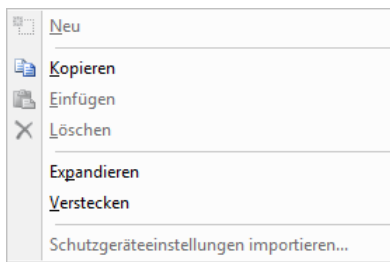 Neu
Kopieren
Einfügen
Löschen
Expandieren
Verstecken
Schutzgeräteeinstellungen importieren...